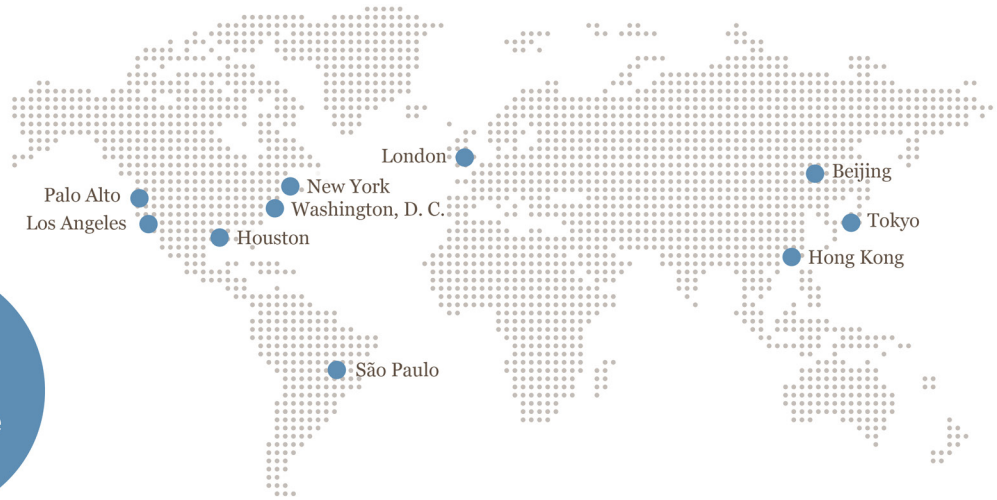 London
Beijing
New York
Palo Alto
Washington, D. C.
Los Angeles
Tokyo
Houston
Hong Kong
São Paulo